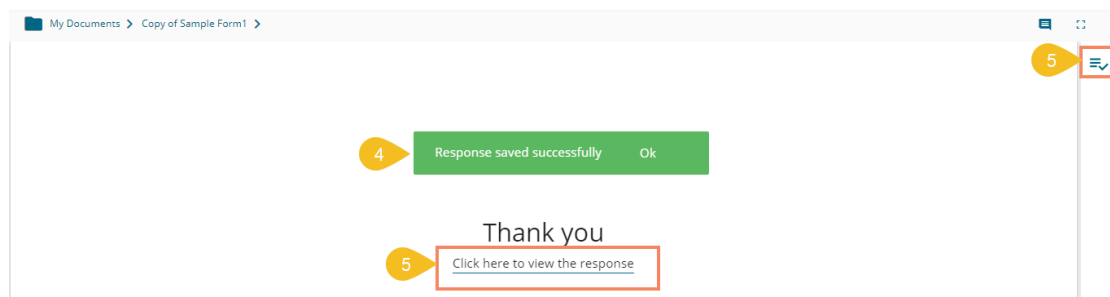 My Documents > Copy of Sample Form1 >
5
4
Response saved successfully Ok
Thank you
5
Click here to view the response